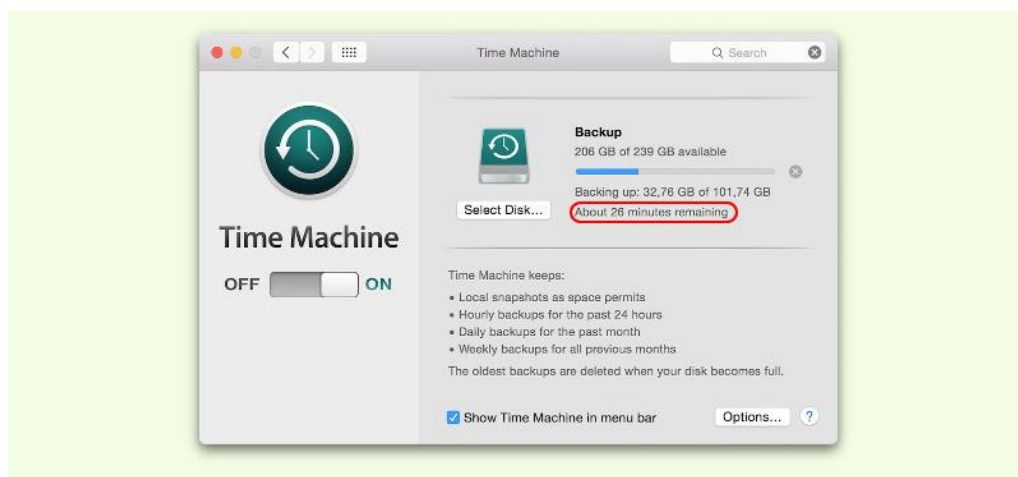 Time Machine
Search
Backup
206 GB of 239 GB available
Backing up: 32,76 GB of 101,74 GB
About 26 minutes remaining
Select Disk...
Time Machine
OFF ON
Time Machine keeps:
• Local snapshots as space permits
• Hourly backups for the past 24 hours
• Daily backups for the past month
• Weekly backups for all previous months
The oldest backups are deleted when your disk becomes full.
Show Time Machine in menu bar
Options...
?